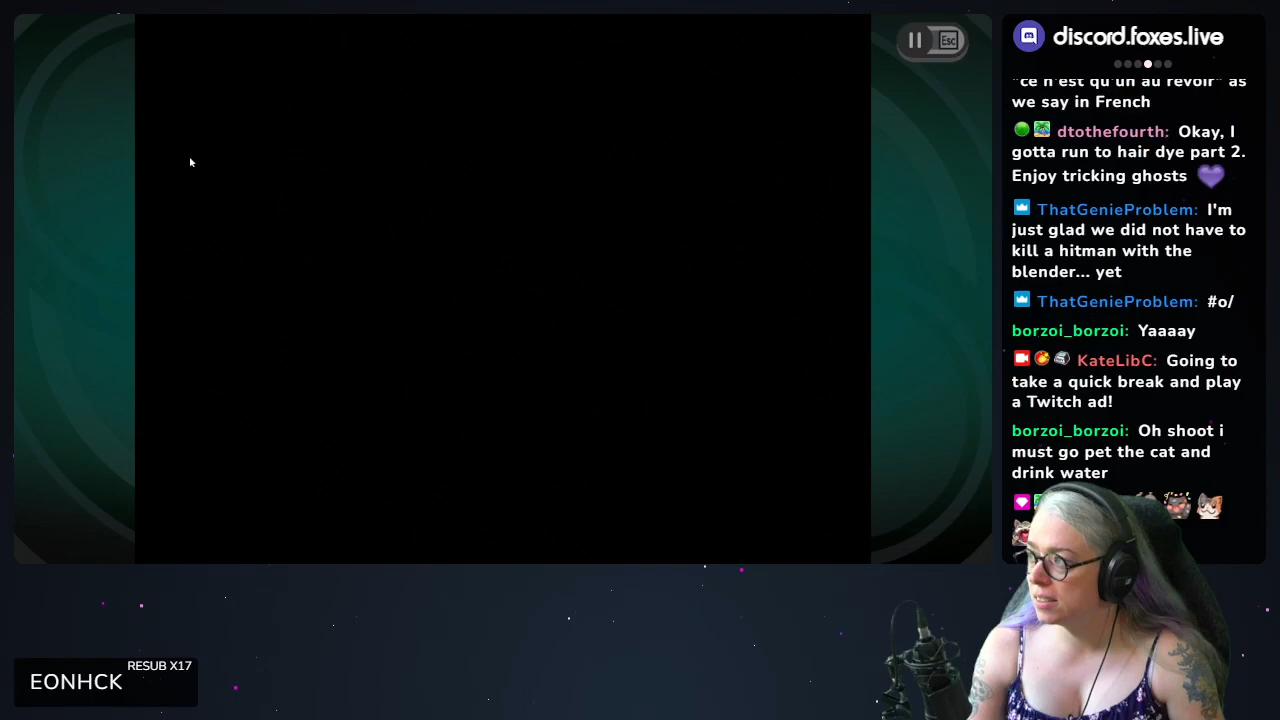 Esc
discord.foxes.live
"ce n'est qu'un au revoir" as
we say in French
dtothefourth: Okay, I
gotta run to hair dye part 2.
Enjoy tricking ghosts
ThatGenieProblem: I'm
just glad we did not have to
kill a hitman with the
blender... yet
ThatGenieProblem: #o/
borzoi_borzoi: Yaaaay
KateLibC: Going to
take a quick break and play
a Twitch ad!
borzoi_borzoi: Oh shoot i
must go pet the cat and
drink water
RESUB X17
EONHCK